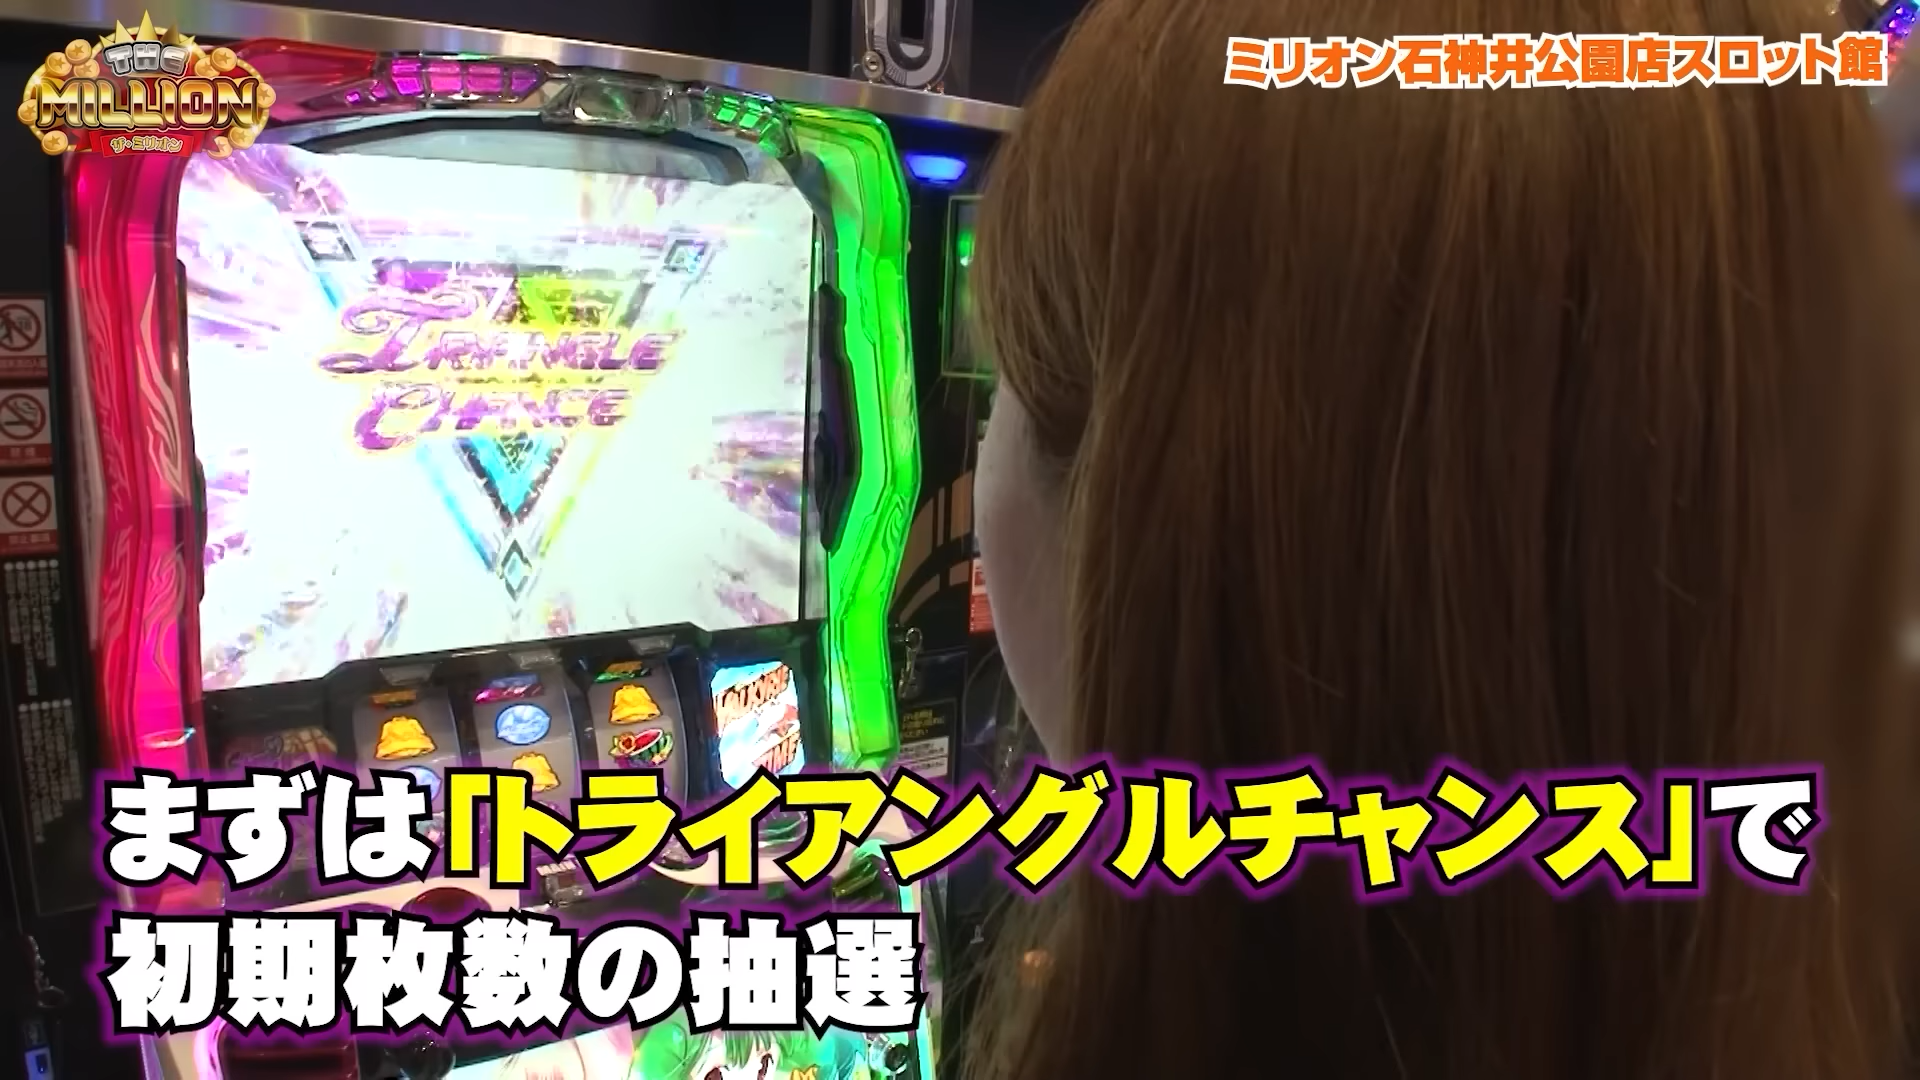 THE
MILLION
ザ・ミリオン
ミリオン石神井公園店スロット館
TRIANGLE
CHANCE
VALKYRIE
TIME
まずは「トライアングルチャンス」で
初期枚数の抽選